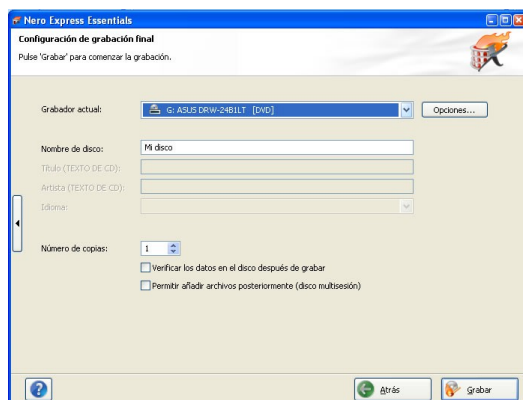 Nero Express Essentials
Configuración de grabación final
Pulse 'Grabar' para comenzar la grabación.
Grabador actual: G: ASUS DRW-24B1LT [DVD] Opciones...
Nombre de disco: Mi disco
Título (TEXTO DE CD):
Artista (TEXTO DE CD):
Idioma:
Número de copias: 1
Verificar los datos en el disco después de grabar
Permitir añadir archivos posteriormente (disco multisesión)
Atrás Grabar